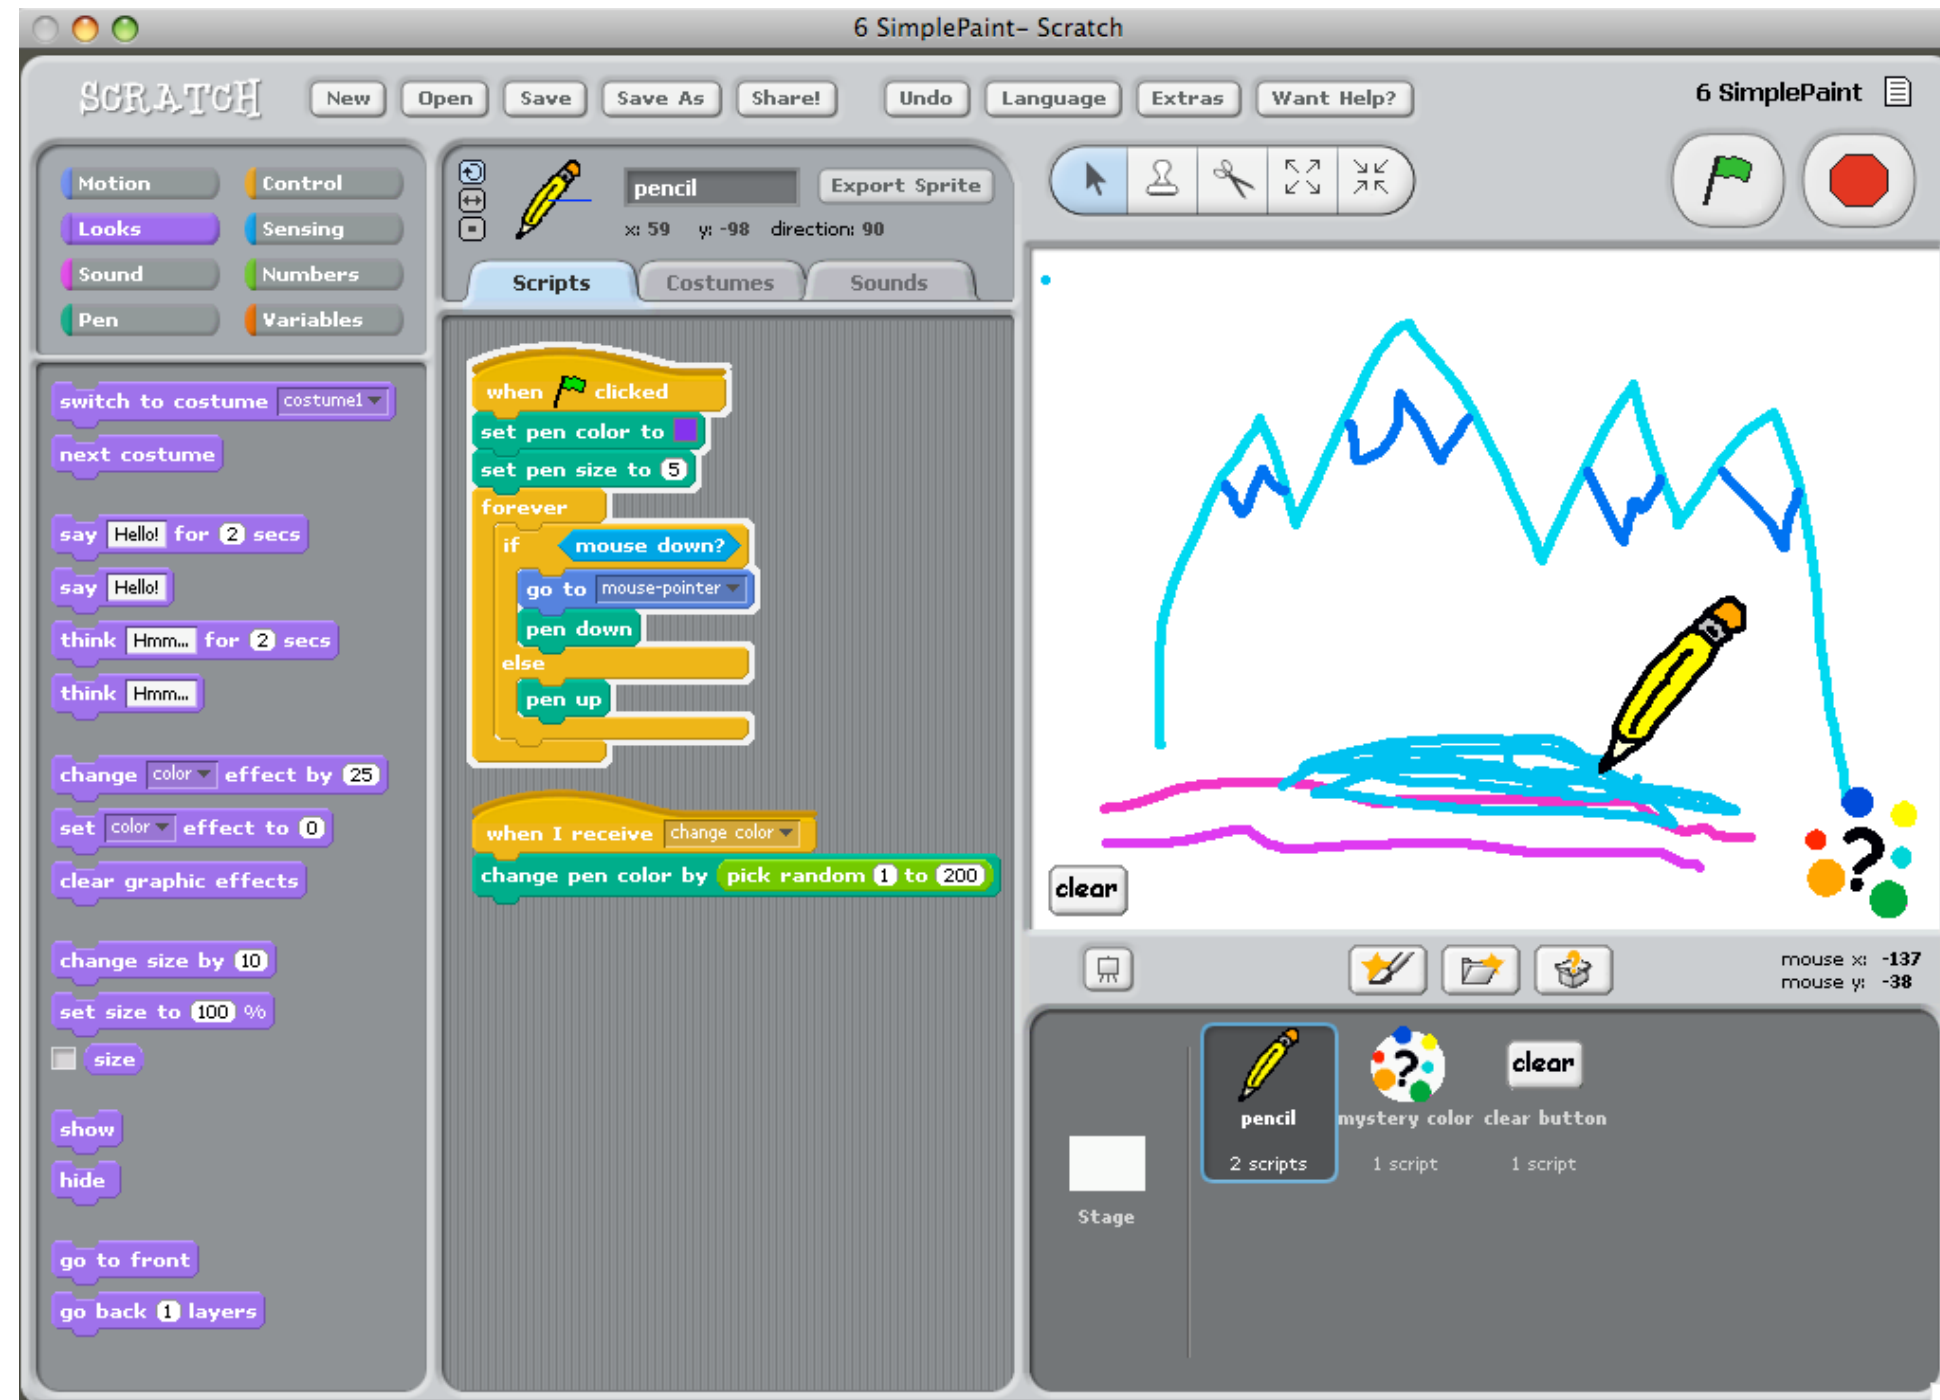 6 SimplePaint– Scratch
SCRATCH
New
Open
Save
Save As
Share!
Undo
Language
Extras
Want Help?
6 SimplePaint
Motion
Control
Looks
Sensing
Sound
Numbers
Pen
Variables
switch to costume costume1
next costume
say Hello! for 2 secs
say Hello!
think Hmm... for 2 secs
think Hmm...
change color effect by 25
set color effect to 0
clear graphic effects
change size by 10
set size to 100 %
size
show
hide
go to front
go back 1 layers
pencil
Export Sprite
x: 59 y: -98 direction: 90
Scripts
Costumes
Sounds
when clicked
set pen color to
set pen size to 5
forever
if mouse down?
go to mouse-pointer
pen down
else
pen up
when I receive change color
change pen color by pick random 1 to 200
?
clear
mouse x: -137
mouse y: -38
Stage
?
clear
pencil
mystery color
clear button
2 scripts
1 script
1 script